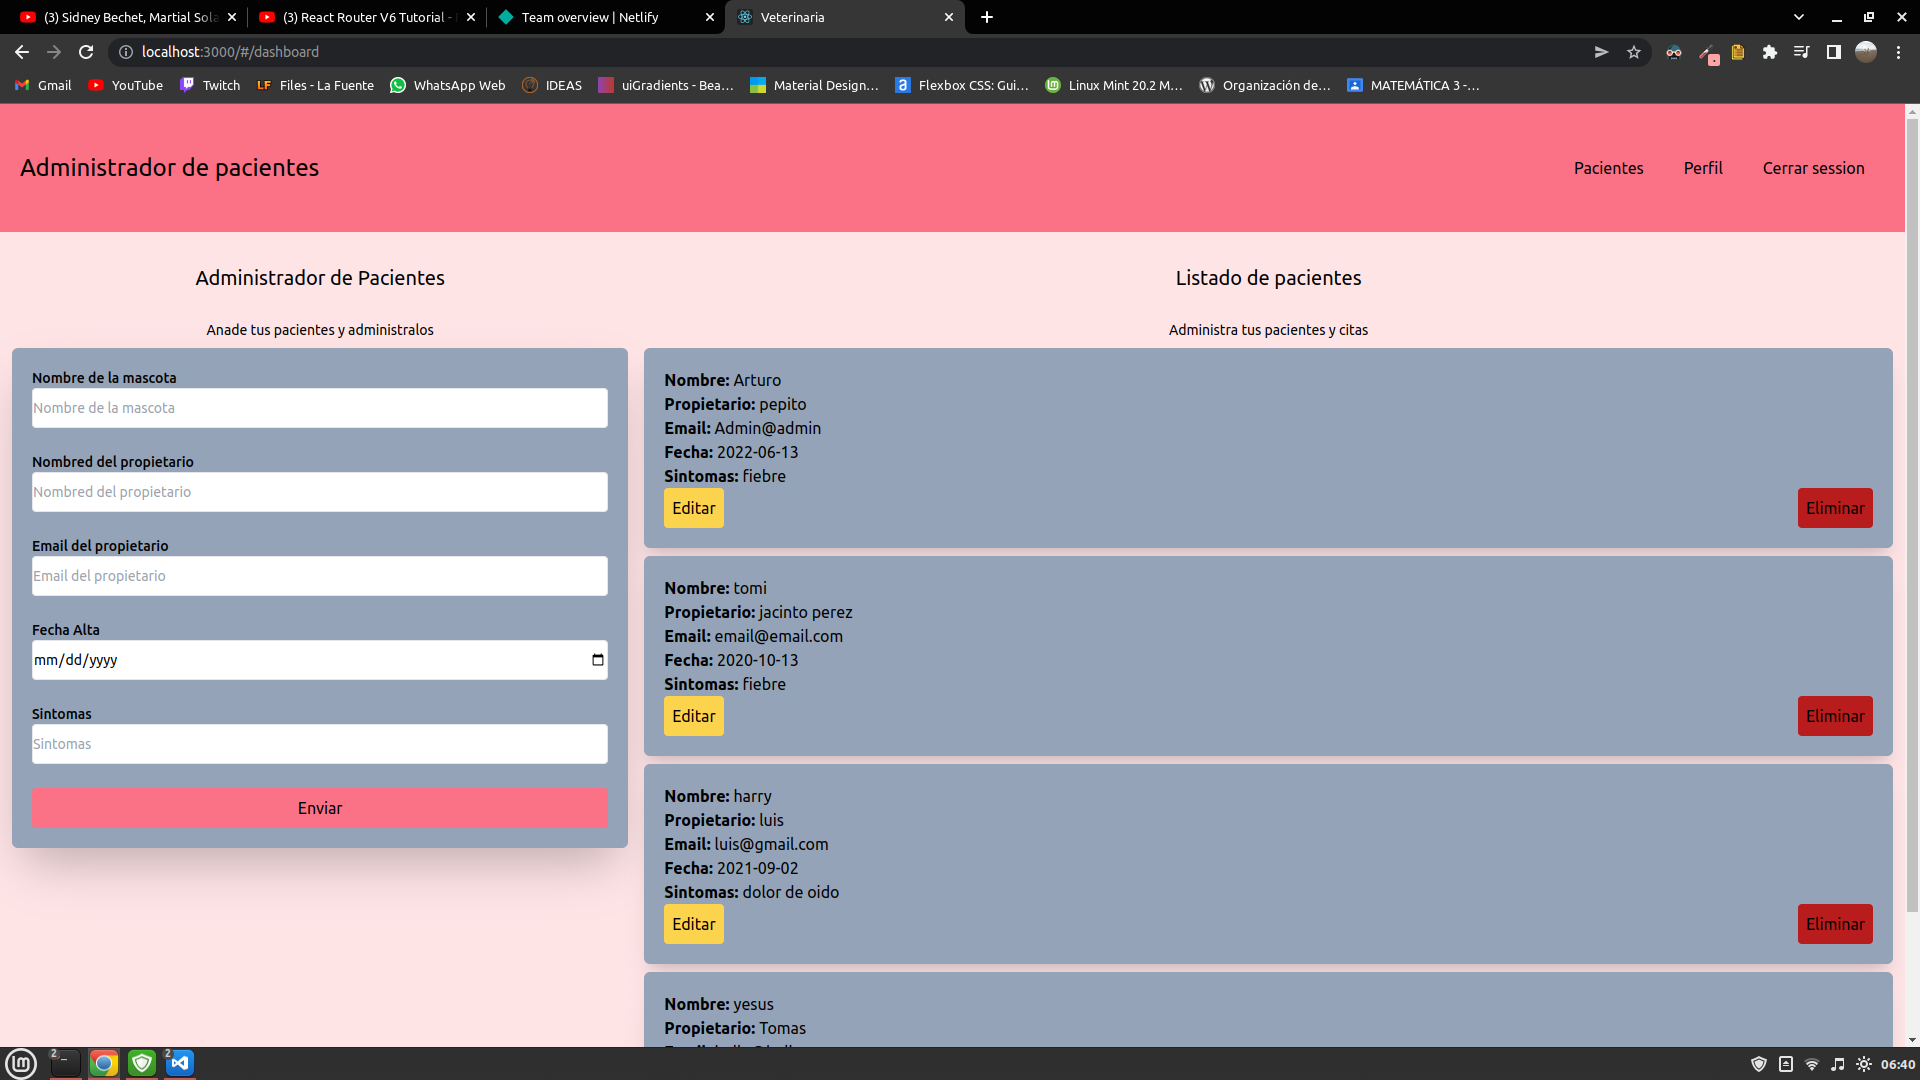 (3) Sidney Bechet, Martial Sola
(3) React Router V6 Tutorial -
Team overview | Netlify
Veterinaria
localhost:3000/#/dashboard
Gmail
YouTube
Twitch
Files - La Fuente
WhatsApp Web
IDEAS
uiGradients - Bea...
Material Design...
Flexbox CSS: Gui...
Linux Mint 20.2 M...
Organización de...
MATEMÁTICA 3 -...
Administrador de pacientes
Pacientes
Perfil
Cerrar session
Administrador de Pacientes
Anade tus pacientes y administralos
Nombre de la mascota
Nombre de la mascota
Nombred del propietario
Nombred del propietario
Email del propietario
Email del propietario
Fecha Alta
mm/dd/yyyy
Sintomas
Sintomas
Enviar
Listado de pacientes
Administra tus pacientes y citas
Nombre: Arturo
Propietario: pepito
Email: Admin@admin
Fecha: 2022-06-13
Sintomas: fiebre
Editar
Eliminar
Nombre: tomi
Propietario: jacinto perez
Email: email@email.com
Fecha: 2020-10-13
Sintomas: fiebre
Editar
Eliminar
Nombre: harry
Propietario: luis
Email: luis@gmail.com
Fecha: 2021-09-02
Sintomas: dolor de oido
Editar
Eliminar
Nombre: yesus
Propietario: Tomas
2
2
06:40